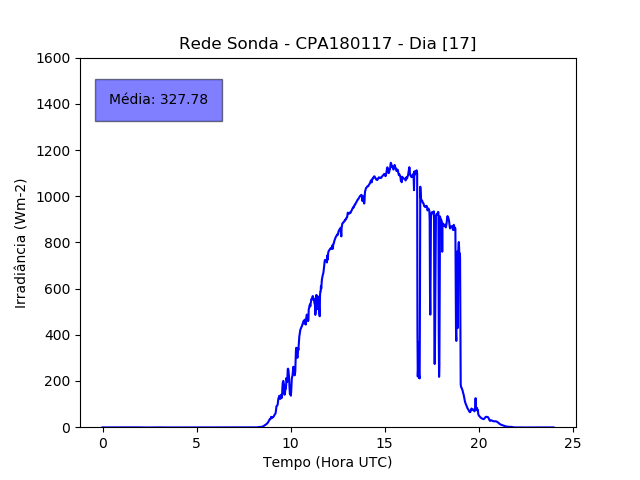 Rede Sonda - CPA180117 - Dia [17]
1600
1400
1200
1000
800
600
400
200
0
Irradiância (Wm-2)
Média: 327.78
0 5 10 15 20 25
Tempo (Hora UTC)